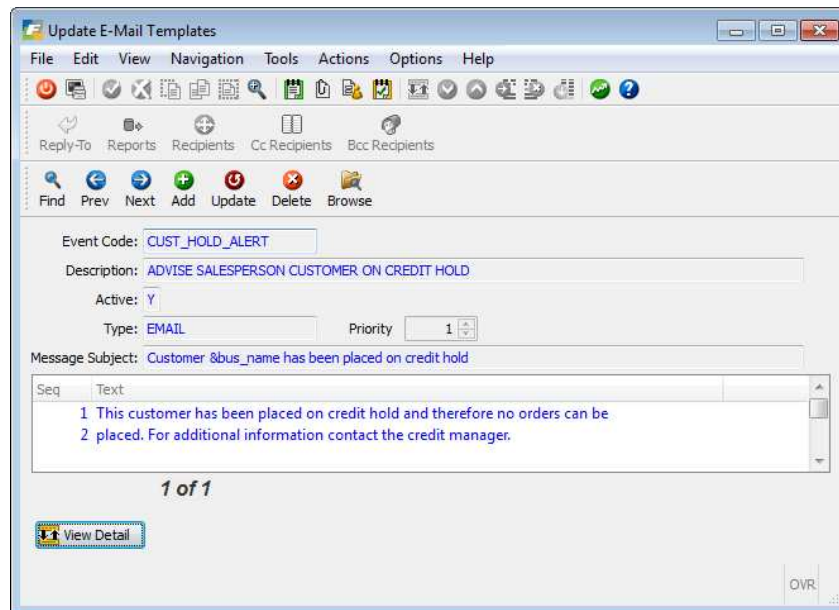 Update E-Mail Templates
File Edit View Navigation Tools Actions Options Help
Reply-To Reports Recipients Cc Recipients Bcc Recipients
Find Prev Next Add Update Delete Browse
Event Code: CUST_HOLD_ALERT
Description: ADVISE SALESPERSON CUSTOMER ON CREDIT HOLD
Active: Y
Type: EMAIL Priority 1
Message Subject: Customer &bus_name has been placed on credit hold
Seq Text
1 This customer has been placed on credit hold and therefore no orders can be
2 placed. For additional information contact the credit manager.
1 of 1
View Detail
OVR